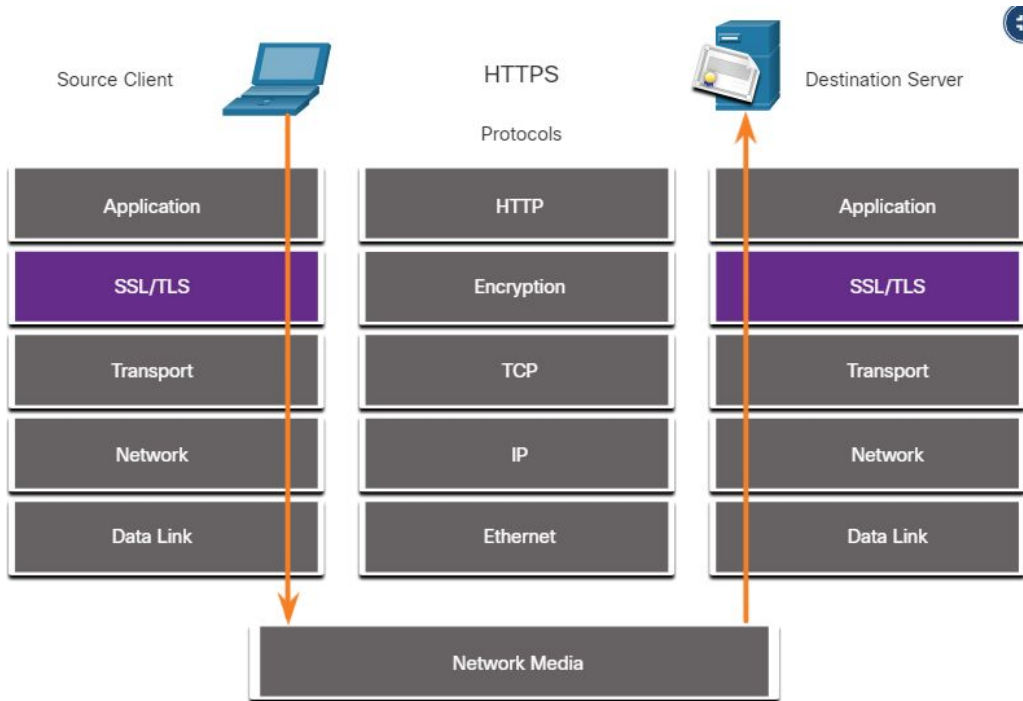 Source Client
HTTPS
Destination Server
Protocols
Application
HTTP
Application
SSL/TLS
Encryption
SSL/TLS
Transport
TCP
Transport
Network
IP
Network
Data Link
Ethernet
Data Link
Network Media